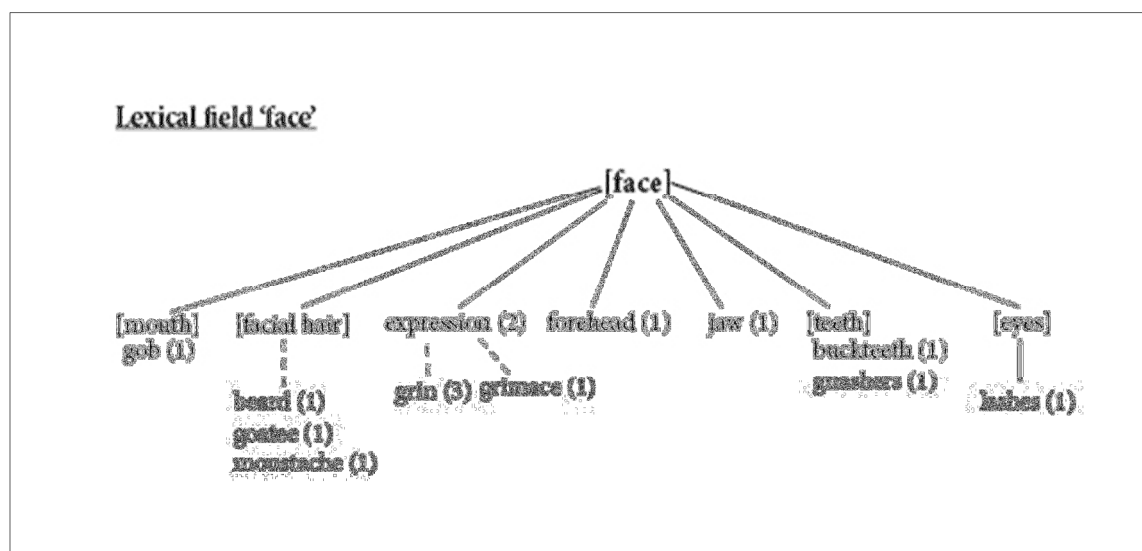 Lexical field ‘face’
[face]
[mouth] [facial hair] expression (2) forehead (1) jaw (1) [teeth] [eyes]
gob (1) buckteeth (1)
gnashers (1)
grin (3) grimace (1)
beard (1) lashes (1)
goatee (1)
moustache (1)